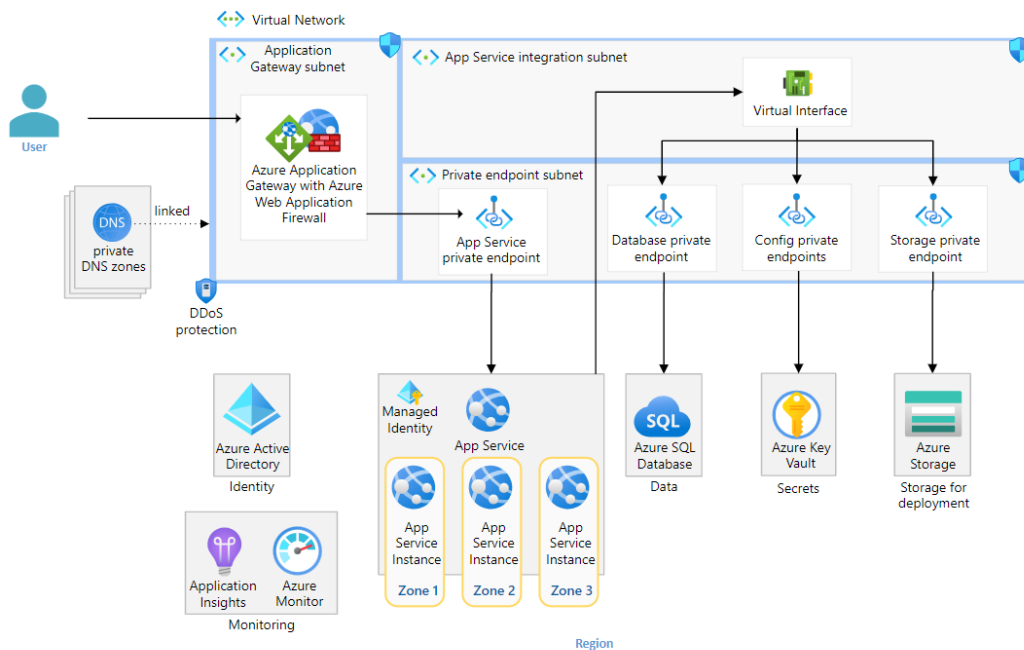 Virtual Network
Application
Gateway subnet
App Service integration subnet
Virtual Interface
User
Azure Application
Gateway with Azure
Web Application
Firewall
Private endpoint subnet
App Service
private endpoint
Database private
endpoint
Config private
endpoints
Storage private
endpoint
DNS
linked
private
DNS zones
DDoS
protection
Azure Active
Directory
Identity
Managed
Identity
App Service
App
Service
Instance
Zone 1
App
Service
Instance
Zone 2
App
Service
Instance
Zone 3
SQL
Azure SQL
Database
Data
Azure Key
Vault
Secrets
Azure
Storage
Storage for
deployment
Application
Insights
Azure
Monitor
Monitoring
Region